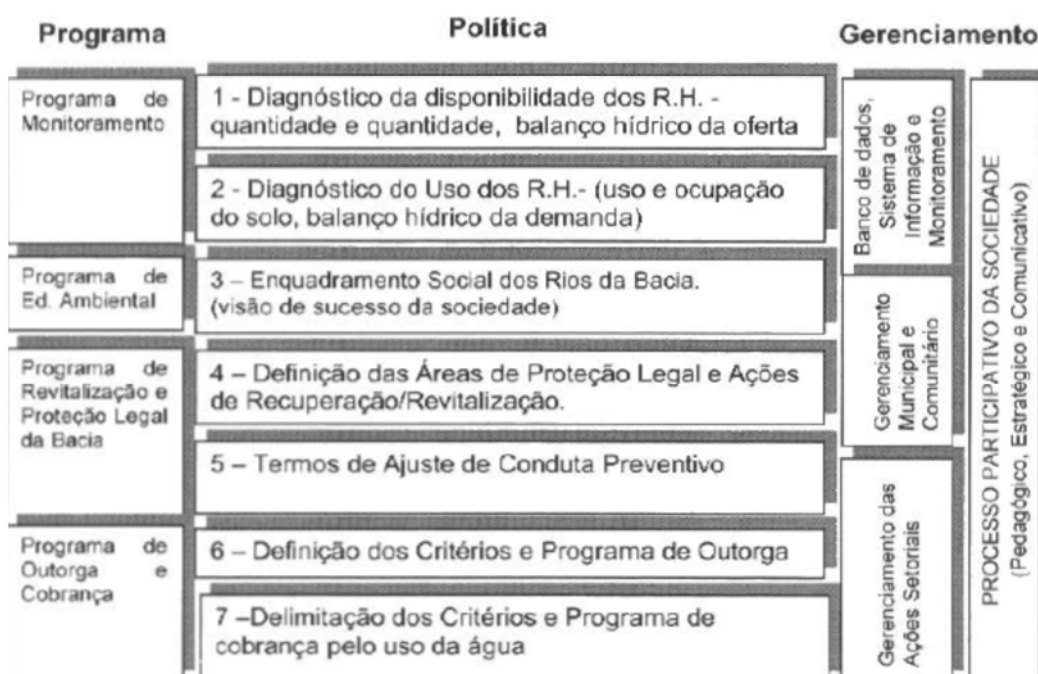 Programa
Política
Gerenciamento
Programa de
Monitoramento
1 - Diagnóstico da disponibilidade dos R.H. -
quantidade e quantidade, balanço hídrico da oferta
2 - Diagnóstico do Uso dos R.H.- (uso e ocupação
do solo, balanço hídrico da demanda)
Programa de
Ed. Ambiental
3 – Enquadramento Social dos Rios da Bacia.
(visão de sucesso da sociedade)
Programa de
Revitalização e
Proteção Legal
da Bacia
4 – Definição das Áreas de Proteção Legal e Ações
de Recuperação/Revitalização.
5 – Termos de Ajuste de Conduta Preventivo
Programa de
Outorga e
Cobrança
6 – Definição dos Critérios e Programa de Outorga
7 –Delimitação dos Critérios e Programa de
cobrança pelo uso da água
Banco de dados,
Sistema de
Informação e
Monitoramento
Gerenciamento
Municipal e
Comunitário
Gerenciamento das
Ações Setoriais
PROCESSO PARTICIPATIVO DA SOCIEDADE
(Pedagógico, Estratégico e Comunicativo)